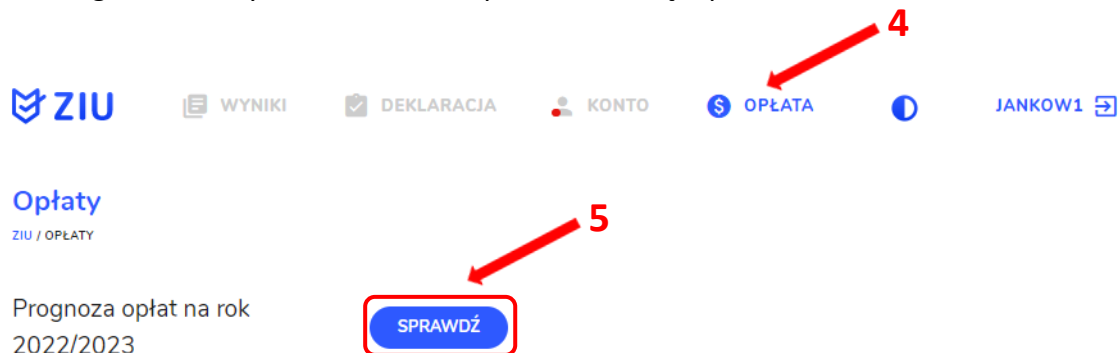 4
ZIU WYNIKI DEKLARACJA KONTO OPŁATA JANKOW1
Opłaty
ZIU / OPŁATY
5
Prognoza opłat na rok
2022/2023
SPRAWDŹ